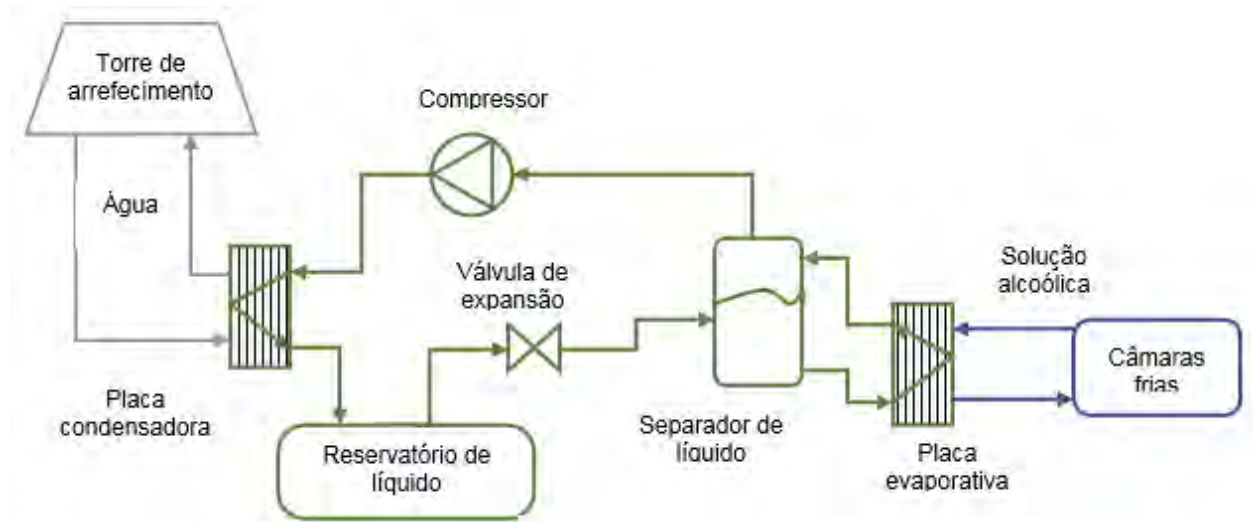 Torre de
arrefecimento
Compressor
Água
Válvula de
expansão
Solução
alcoólica
Câmaras
frias
Placa
condensadora
Reservatório de
líquido
Separador de
líquido
Placa
evaporativa